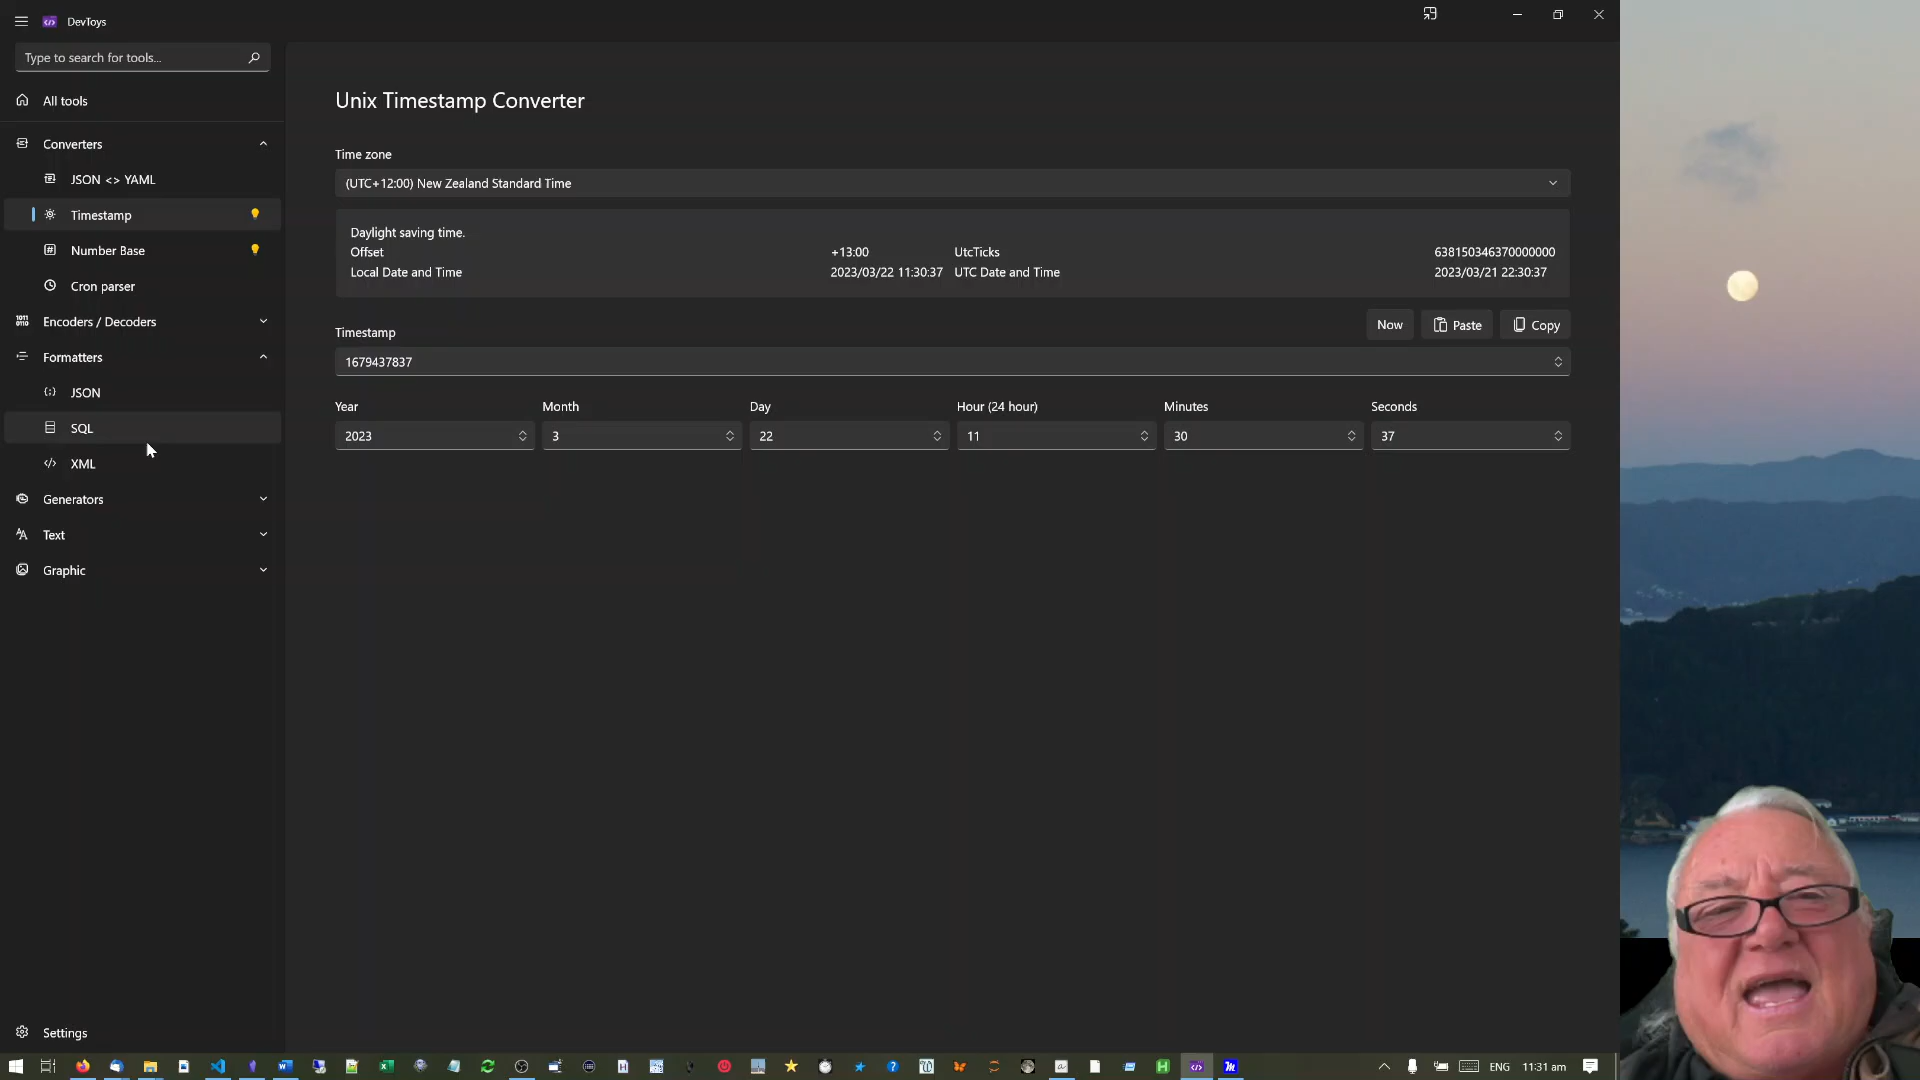 DevToys
Type to search for tools...
All tools
Converters
JSON <> YAML
Timestamp
Number Base
Cron parser
Encoders / Decoders
Formatters
JSON
SQL
XML
Generators
Text
Graphic
Settings
Unix Timestamp Converter
Time zone
(UTC+12:00) New Zealand Standard Time
Daylight saving time.
Offset +13:00 UtcTicks 638150346370000000
Local Date and Time 2023/03/22 11:30:37 UTC Date and Time 2023/03/21 22:30:37
Timestamp Now Paste Copy
1679437837
Year Month Day Hour (24 hour) Minutes Seconds
2023 3 22 11 30 37
ENG 11:31 am